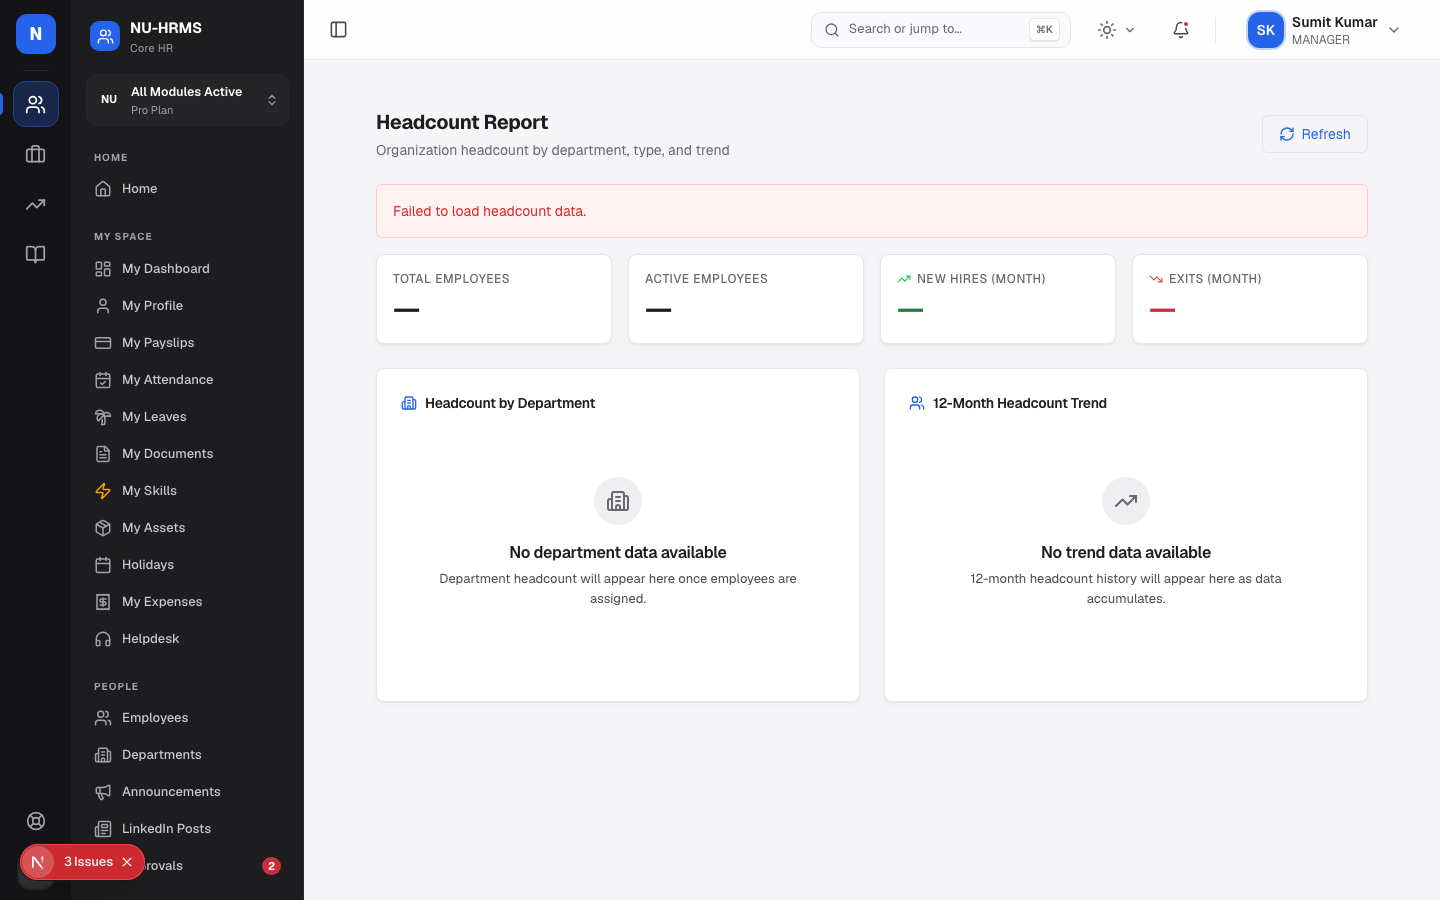 N
NU-HRMS
Core HR
NU
All Modules Active
Pro Plan
HOME
Home
MY SPACE
My Dashboard
My Profile
My Payslips
My Attendance
My Leaves
My Documents
My Skills
My Assets
Holidays
My Expenses
Helpdesk
PEOPLE
Employees
Departments
Announcements
LinkedIn Posts
rovals
2
N
3 Issues
Search or jump to...
⌘K
SK
Sumit Kumar
MANAGER
Headcount Report
Organization headcount by department, type, and trend
Refresh
Failed to load headcount data.
TOTAL EMPLOYEES
—
ACTIVE EMPLOYEES
—
NEW HIRES (MONTH)
—
EXITS (MONTH)
—
Headcount by Department
No department data available
Department headcount will appear here once employees are
assigned.
12-Month Headcount Trend
No trend data available
12-month headcount history will appear here as data
accumulates.